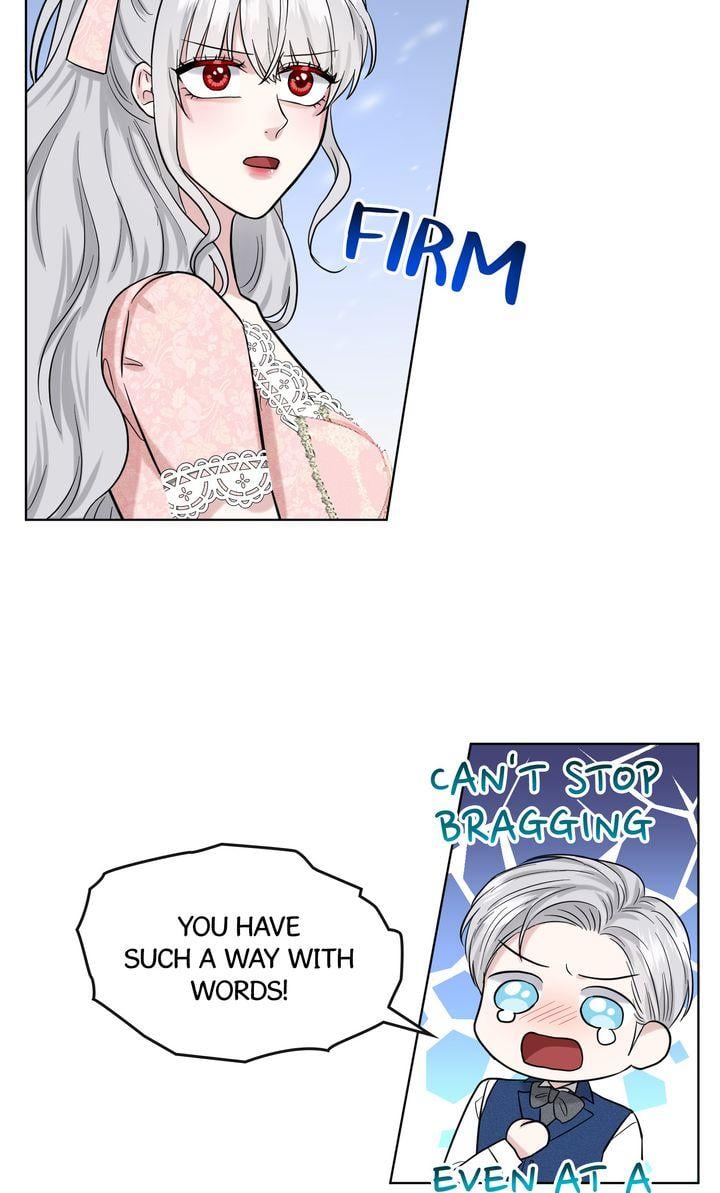 FIRM
CAN'T STOP
BRAGGING
YOU HAVE
SUCH A WAY WITH
WORDS!
EVEN AT A